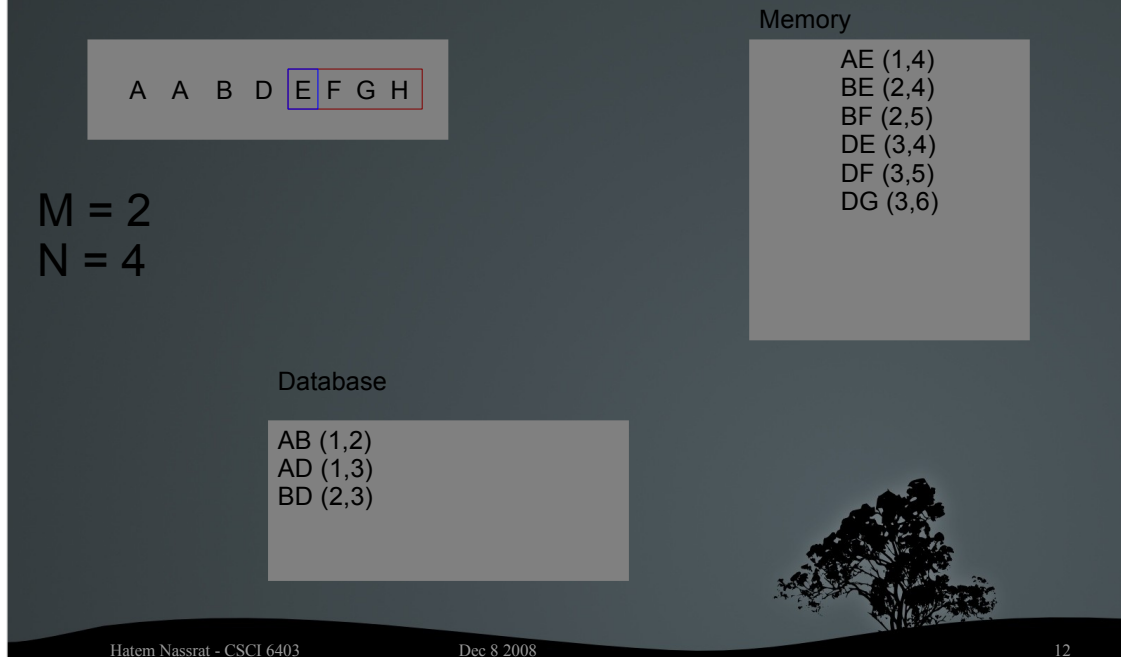 Memory
A A B D E F G H
AE (1,4)
BE (2,4)
BF (2,5)
DE (3,4)
DF (3,5)
DG (3,6)
M = 2
N = 4
Database
AB (1,2)
AD (1,3)
BD (2,3)
Hatem Nassrat - CSCI 6403 Dec 8 2008 12